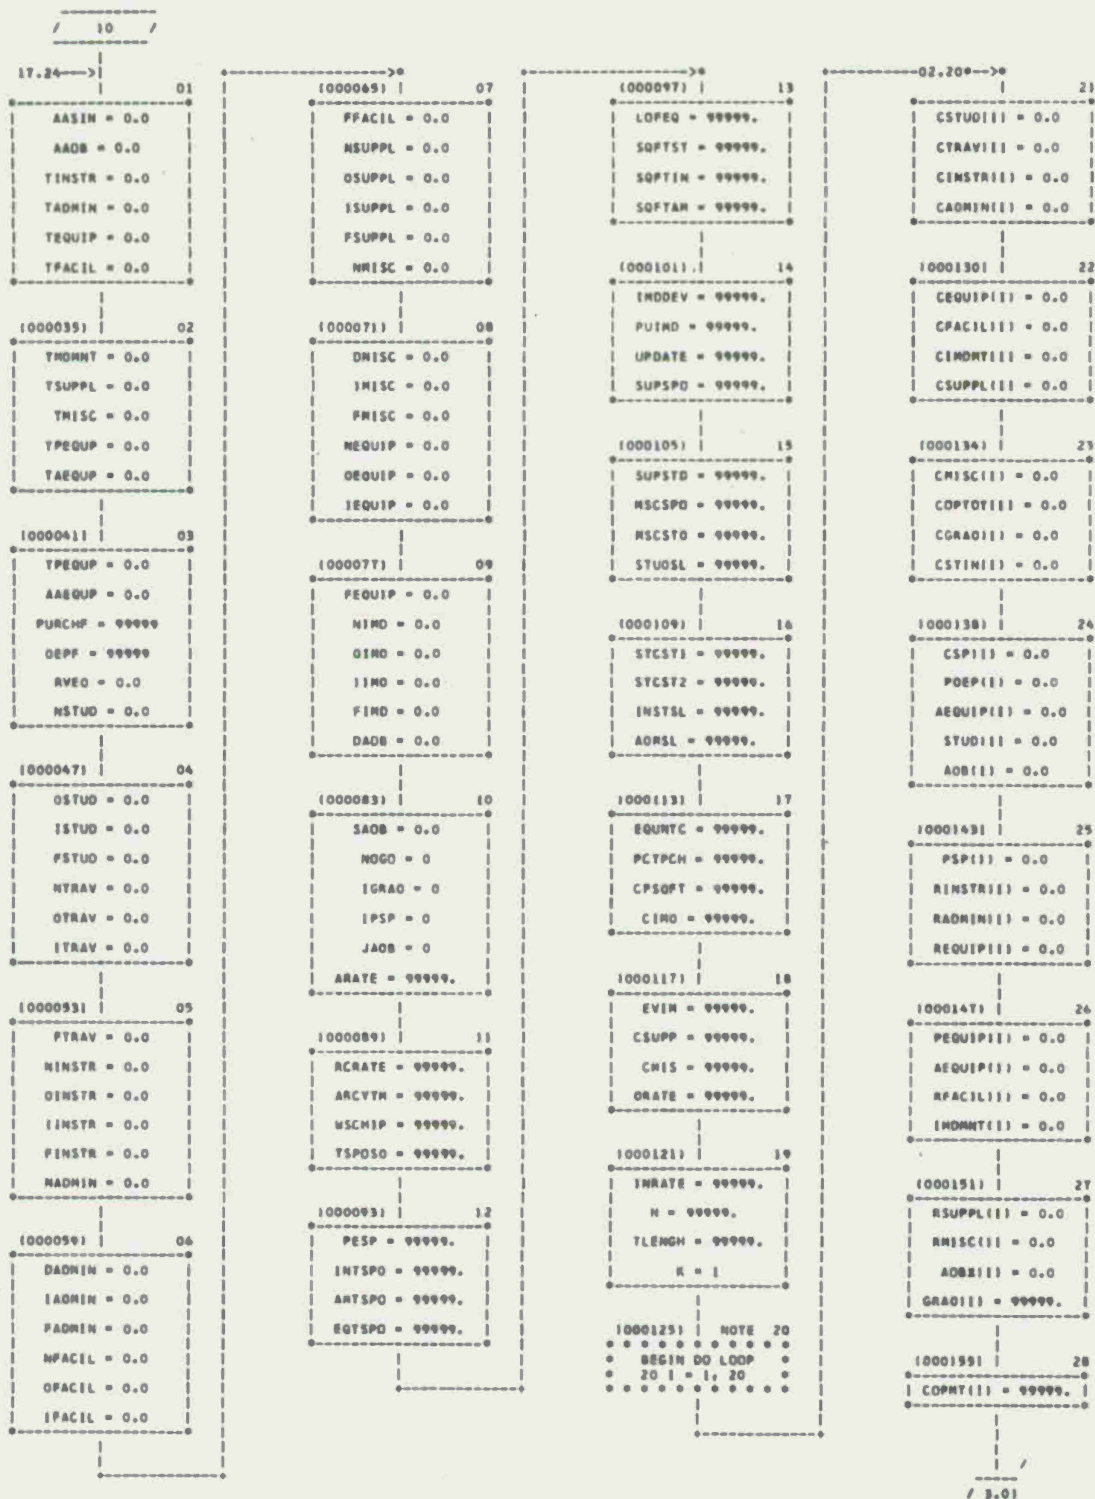 / 10 /
17.24--->|
01
AASIN = 0.0
AAOB = 0.0
TINSTR = 0.0
TADMIN = 0.0
TEQUIP = 0.0
TFACIL = 0.0
(000035) 02
TMDMNT = 0.0
TSUPPL = 0.0
TMISC = 0.0
TPEQUP = 0.0
TAEQUP = 0.0
(000041) 03
TPEQUP = 0.0
AAEQUP = 0.0
PURCHF = 99999
OEPF = 99999
RVEO = 0.0
NSTUD = 0.0
(000047) 04
OSTUD = 0.0
ISTUD = 0.0
FSTUD = 0.0
NTRAV = 0.0
OTRAV = 0.0
ITRAV = 0.0
(000053) 05
FTRAV = 0.0
NINSTR = 0.0
OINSTR = 0.0
IINSTR = 0.0
FINSTR = 0.0
NADMIN = 0.0
(000059) 06
OADMIN = 0.0
IADMIN = 0.0
FADMIN = 0.0
NFACIL = 0.0
OFACIL = 0.0
IFACIL = 0.0
(000065) 07
FFACIL = 0.0
NSUPPL = 0.0
OSUPPL = 0.0
ISUPPL = 0.0
FSUPPL = 0.0
NMISC = 0.0
(000071) 08
OMISC = 0.0
IMISC = 0.0
FMISC = 0.0
NEQUIP = 0.0
OEQUIP = 0.0
IEQUIP = 0.0
(000077) 09
FEQUIP = 0.0
NIMD = 0.0
OIMD = 0.0
IIMD = 0.0
FIMD = 0.0
DAOB = 0.0
(000083) 10
SAOB = 0.0
NOGO = 0
IGRAD = 0
IPSP = 0
JAOB = 0
ARATE = 99999.
(000089) 11
RCRATE = 99999.
ARCYTM = 99999.
WSCHIP = 99999.
TSPOSO = 99999.
(000093) 12
PESP = 99999.
INTSPO = 99999.
AMTSPO = 99999.
EQTSPO = 99999.
(000097) 13
LOFEQ = 99999.
SQFTST = 99999.
SQFTIN = 99999.
SQFTAM = 99999.
(000101) 14
IMDDEV = 99999.
PUIMD = 99999.
UPDATE = 99999.
SUPSPO = 99999.
(000105) 15
SUPSTD = 99999.
MSCSPO = 99999.
MSCSTO = 99999.
STUDSL = 99999.
(000109) 16
STCST1 = 99999.
STCST2 = 99999.
INSTSL = 99999.
ADMSL = 99999.
(000113) 17
EQUNTC = 99999.
PCTPCH = 99999.
CPSQFT = 99999.
CIMO = 99999.
(000117) 18
EVIM = 99999.
CSUPP = 99999.
CMIS = 99999.
ORATE = 99999.
(000121) 19
INRATE = 99999.
N = 99999.
TLENGH = 99999.
K = 1
(000125) NOTE 20
BEGIN DO LOOP
20 I = 1, 20
02.20*-->*
21
CSTUD(I) = 0.0
CTRAV(I) = 0.0
CINSTR(I) = 0.0
CADMIN(I) = 0.0
(000130) 22
CEQUIP(I) = 0.0
CFACIL(I) = 0.0
CIMDMT(I) = 0.0
CSUPPL(I) = 0.0
(000134) 23
CMISC(I) = 0.0
COPTOT(I) = 0.0
CGRAD(I) = 0.0
CSTIN(I) = 0.0
(000138) 24
CSP(I) = 0.0
POEP(I) = 0.0
AEQUIP(I) = 0.0
STUD(I) = 0.0
AOB(I) = 0.0
(000143) 25
PSP(I) = 0.0
RINSTR(I) = 0.0
RADMIN(I) = 0.0
REQUIP(I) = 0.0
(000147) 26
PEQUIP(I) = 0.0
AEQUIP(I) = 0.0
RFACIL(I) = 0.0
IMDMNT(I) = 0.0
(000151) 27
RSUPPL(I) = 0.0
RMISC(I) = 0.0
AOBX(I) = 0.0
GRAD(I) = 99999.
(000155) 28
COPMT(I) = 99999.
/ 3.01